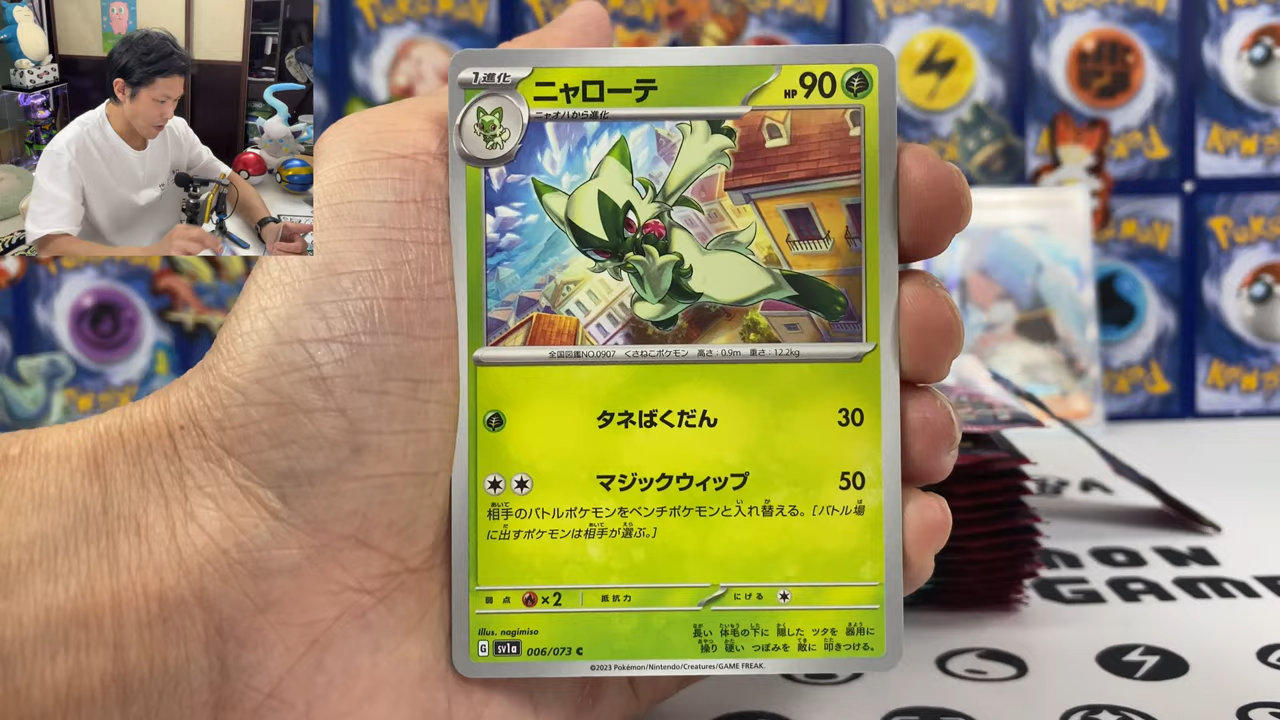 1進化
ニャローテ
HP 90
ニャオハから進化
全国図鑑NO.0907 くさねこポケモン 高さ:0.9m 重さ:12.2kg
タネばくだん 30
マジックウィップ 50
相手のバトルポケモンをベンチポケモンと入れ替える。[バトル場
に出すポケモンは相手が選ぶ。]
弱点 ×2 抵抗力 にげる
Illus. nagimiso
長い 体毛の下に 隠した ツタを 器用に
操り 硬い つぼみを 敵に 叩きつける。
G sv1a 006/073 C
©2023 Pokémon/Nintendo/Creatures/GAME FREAK.
MON
GAME